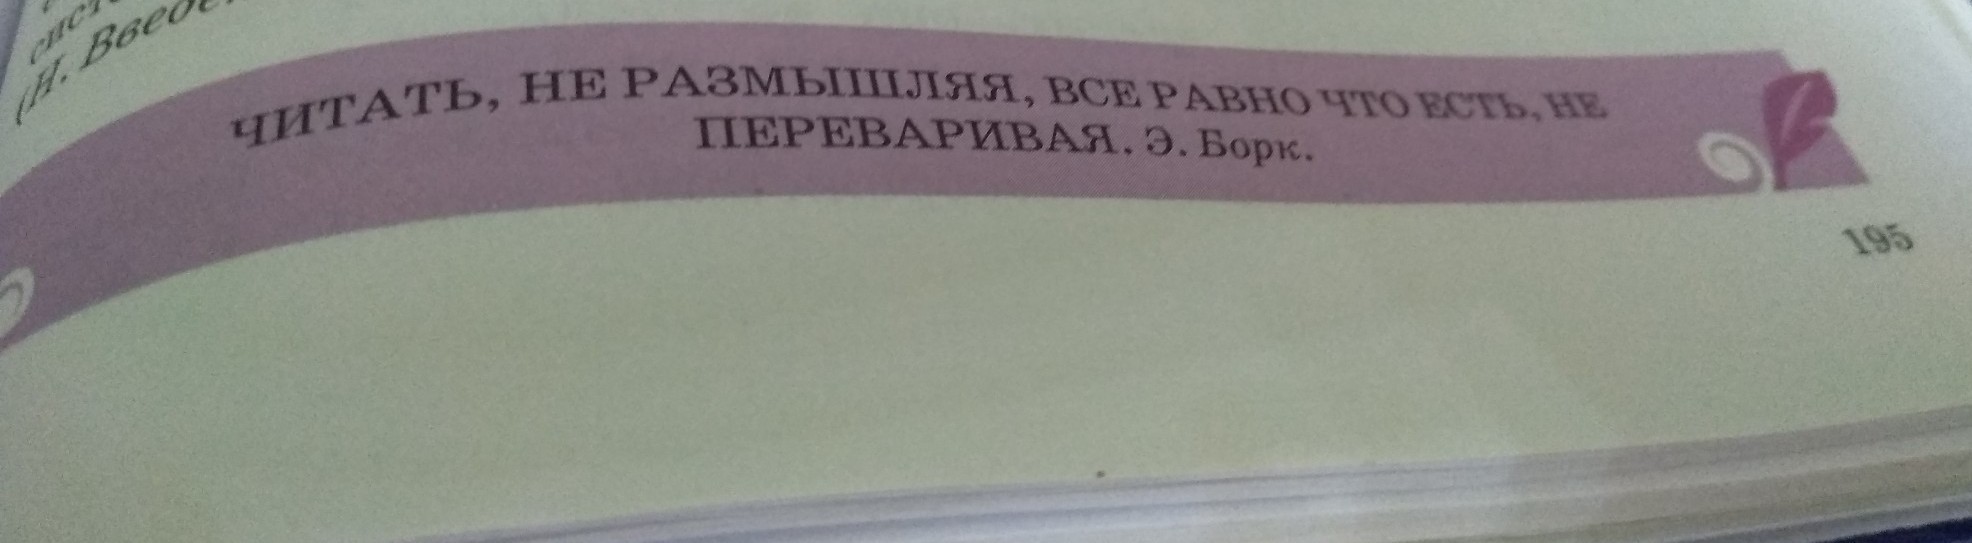 (Н.
ЧИТАТЬ, НЕ РАЗМЫШЛЯЯ, ВСЕ РАВНО ЧТО ЕСТЬ, НЕ
ПЕРЕВАРИВАЯ. Э. Борк.
195